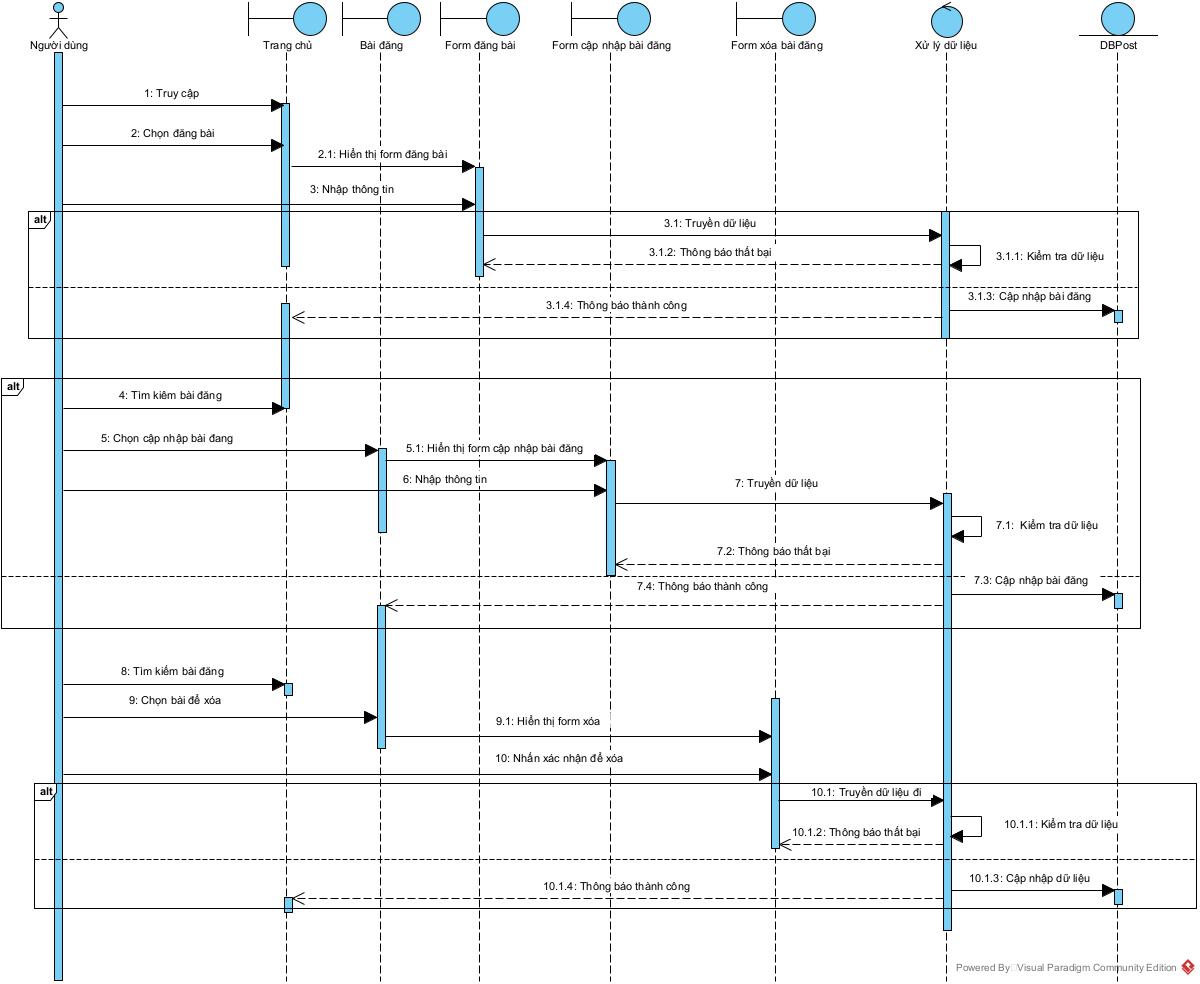 Người dùng
Trang chủ
Bài đăng
Form đăng bài
Form cập nhập bài đăng
Form xóa bài đăng
Xử lý dữ liệu
DBPost
1: Truy cập
2: Chọn đăng bài
2.1: Hiển thị form đăng bài
3: Nhập thông tin
alt
3.1: Truyền dữ liệu
3.1.2: Thông báo thất bại
3.1.1: Kiểm tra dữ liệu
3.1.3: Cập nhập bài đăng
3.1.4: Thông báo thành công
alt
4: Tìm kiêm bài đăng
5: Chọn cập nhập bài đang
5.1: Hiển thị form cập nhập bài đăng
6: Nhập thông tin
7: Truyền dữ liệu
7.1: Kiểm tra dữ liệu
7.2: Thông báo thất bại
7.3: Cập nhập bài đăng
7.4: Thông báo thành công
8: Tìm kiếm bài đăng
9: Chọn bài để xóa
9.1: Hiển thị form xóa
10: Nhấn xác nhận để xóa
alt
10.1: Truyền dữ liệu đi
10.1.1: Kiểm tra dữ liệu
10.1.2: Thông báo thất bại
10.1.3: Cập nhập dữ liệu
10.1.4: Thông báo thành công
Powered By Visual Paradigm Community Edition